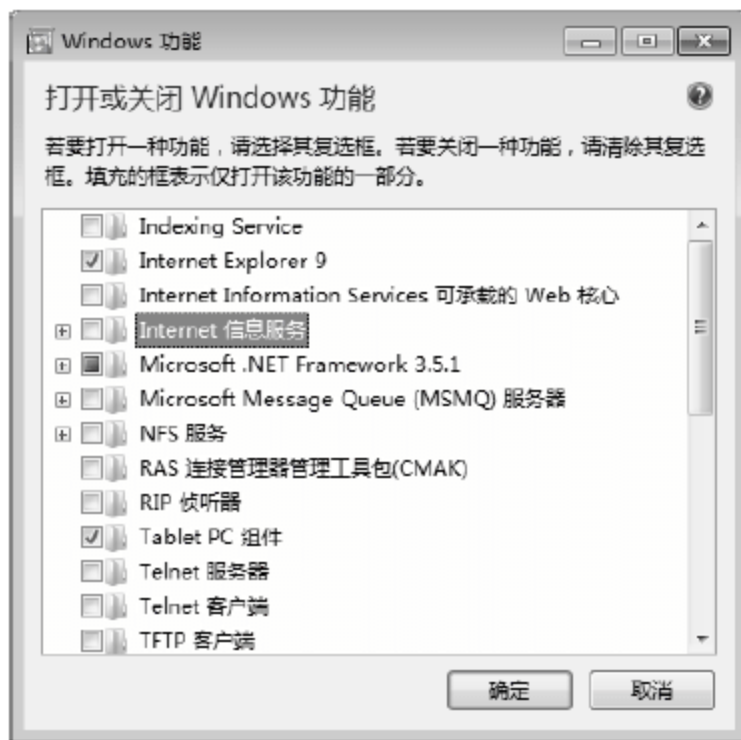 Windows 功能
打开或关闭 Windows 功能
若要打开一种功能，请选择其复选框。若要关闭一种功能，请清除其复选
框。填充的框表示仅打开该功能的一部分。
Indexing Service
Internet Explorer 9
Internet Information Services 可承载的 Web 核心
Internet 信息服务
Microsoft .NET Framework 3.5.1
Microsoft Message Queue (MSMQ) 服务器
NFS 服务
RAS 连接管理器管理工具包(CMAK)
RIP 侦听器
Tablet PC 组件
Telnet 服务器
Telnet 客户端
TFTP 客户端
确定 取消